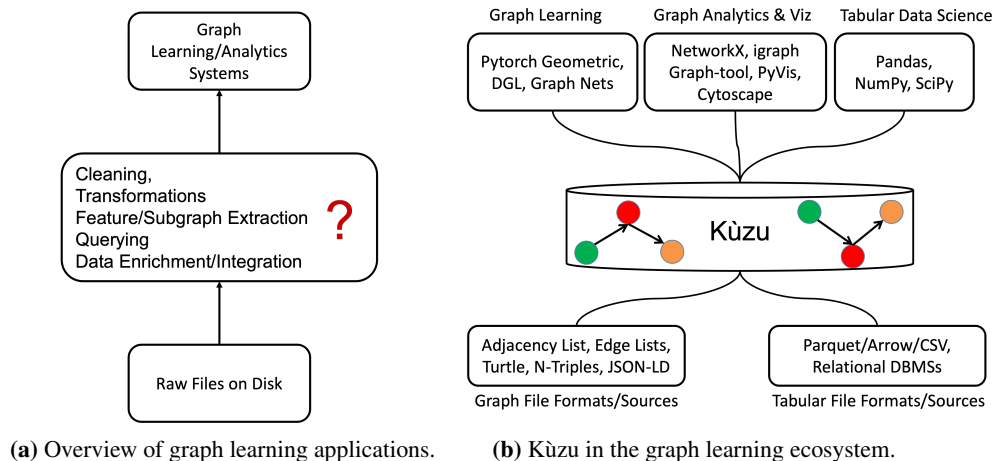 Graph
Learning/Analytics
Systems
Cleaning,
Transformations
Feature/Subgraph Extraction
Querying
Data Enrichment/Integration
?
Raw Files on Disk
(a) Overview of graph learning applications.
Graph Learning
Graph Analytics & Viz
Tabular Data Science
Pytorch Geometric,
DGL, Graph Nets
NetworkX, igraph
Graph-tool, PyVis,
Cytoscape
Pandas,
NumPy, SciPy
Kùzu
Adjacency List, Edge Lists,
Turtle, N-Triples, JSON-LD
Graph File Formats/Sources
Parquet/Arrow/CSV,
Relational DBMSs
Tabular File Formats/Sources
(b) Kùzu in the graph learning ecosystem.